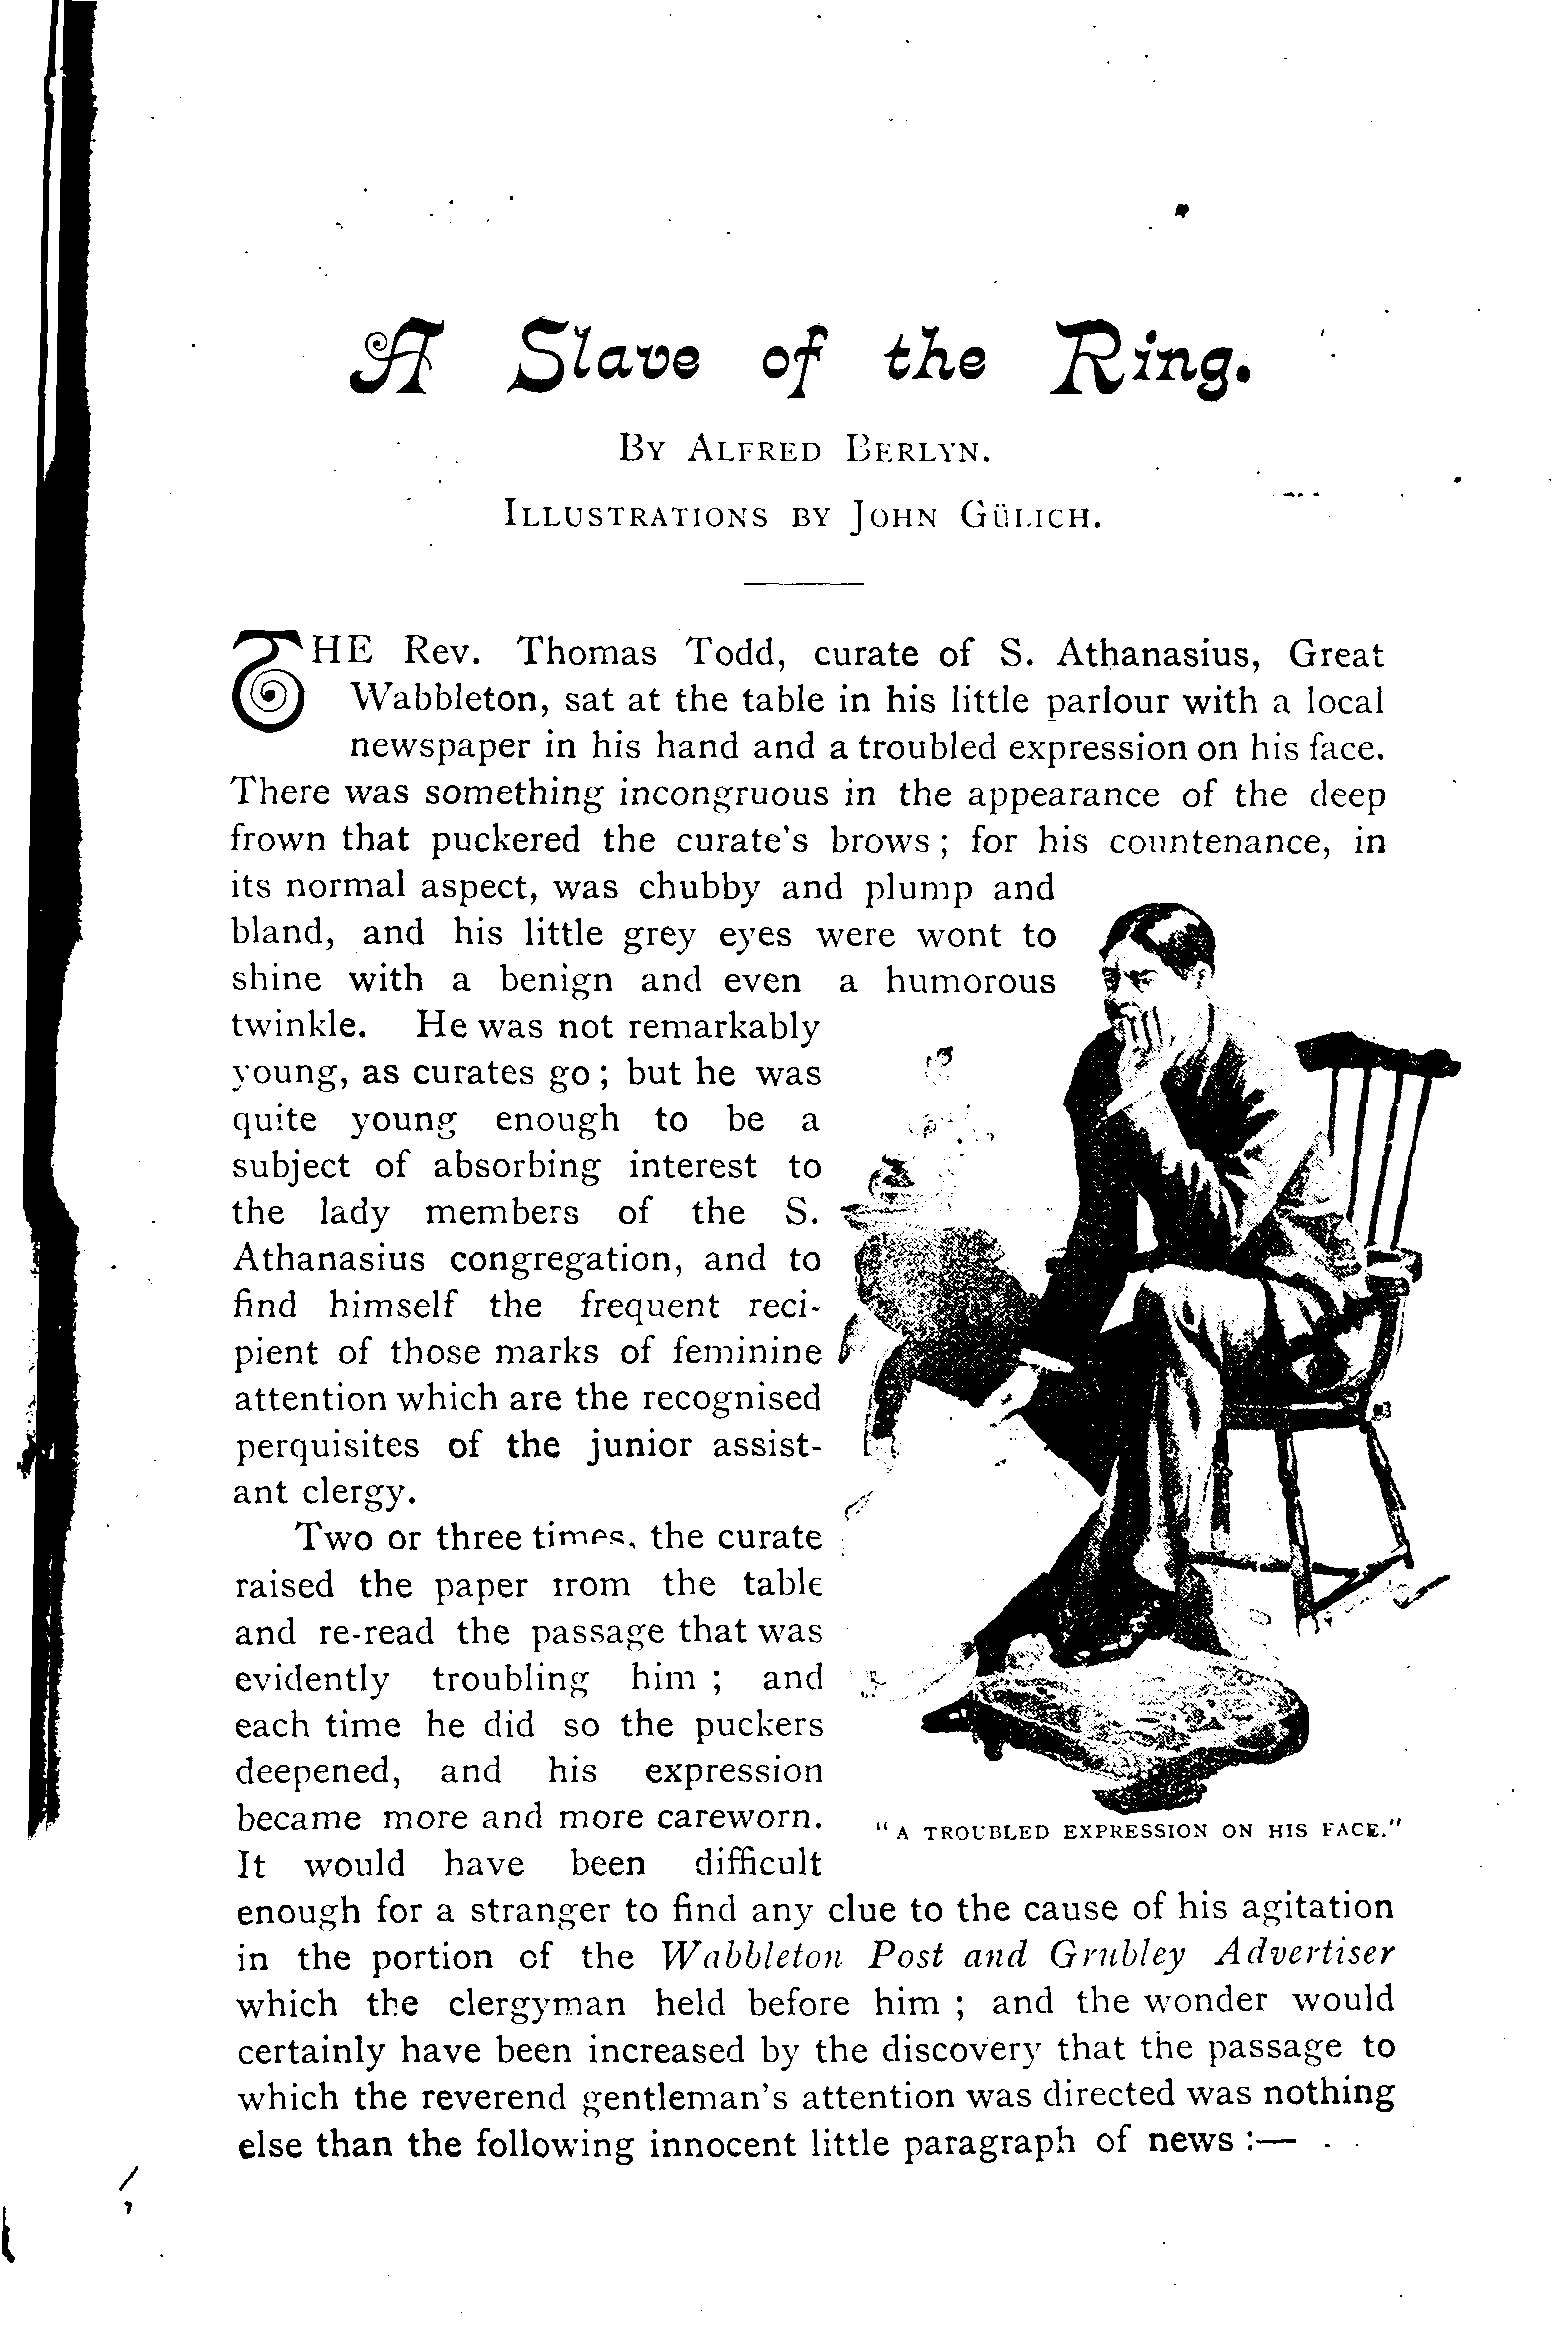 A Slave of the Ring.
BY ALFRED BERLYN.
ILLUSTRATIONS BY JOHN GÜLICH.
THE Rev. Thomas Todd, curate of S. Athanasius, Great
Wabbleton, sat at the table in his little parlour with a local
newspaper in his hand and a troubled expression on his face.
There was something incongruous in the appearance of the deep
frown that puckered the curate's brows; for his countenance, in
its normal aspect, was chubby and plump and
bland, and his little grey eyes were wont to
shine with a benign and even a humorous
twinkle. He was not remarkably
young, as curates go; but he was
quite young enough to be a
subject of absorbing interest to
the lady members of the S.
Athanasius congregation, and to
find himself the frequent reci-
pient of those marks of feminine
attention which are the recognised
perquisites of the junior assist-
ant clergy.
Two or three times, the curate
raised the paper from the table
and re-read the passage that was
evidently troubling him; and
each time he did so the puckers
deepened, and his expression
became more and more careworn.
It would have been difficult
"A TROUBLED EXPRESSION ON HIS FACE."
enough for a stranger to find any clue to the cause of his agitation
in the portion of the Wabbleton Post and Grubley Advertiser
which the clergyman held before him; and the wonder would
certainly have been increased by the discovery that the passage to
which the reverend gentleman's attention was directed was nothing
else than the following innocent little paragraph of news:—